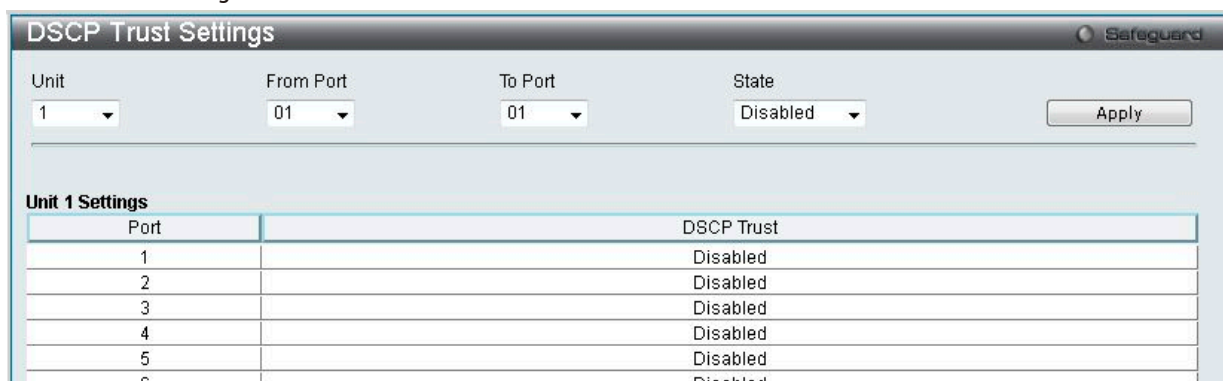 DSCP Trust Settings Safeguard
Unit From Port To Port State
1 01 01 Disabled Apply
Unit 1 Settings
Port DSCP Trust
1 Disabled
2 Disabled
3 Disabled
4 Disabled
5 Disabled